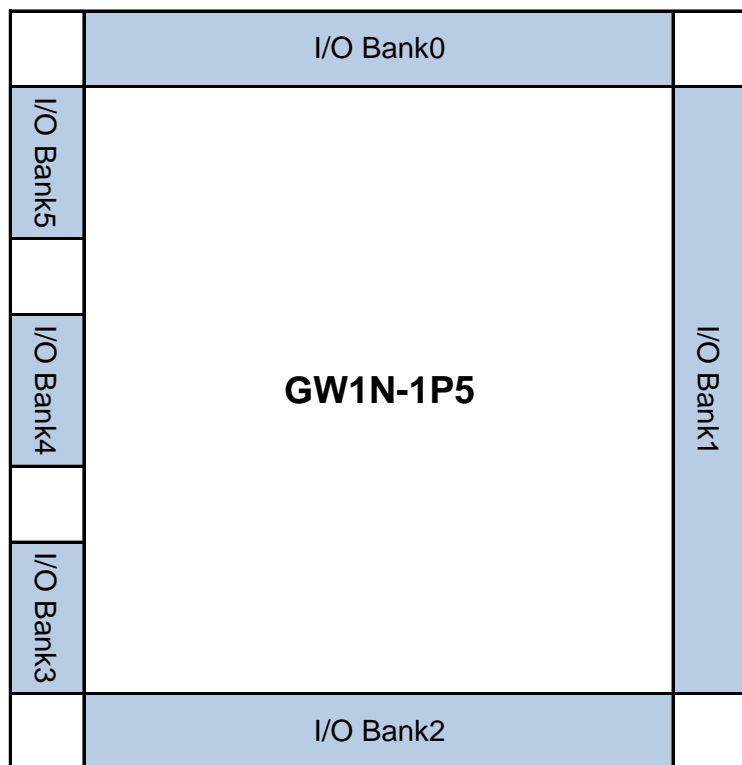 I/O Bank0
I/O Bank5
I/O Bank4
GW1N-1P5
I/O Bank1
I/O Bank3
I/O Bank2